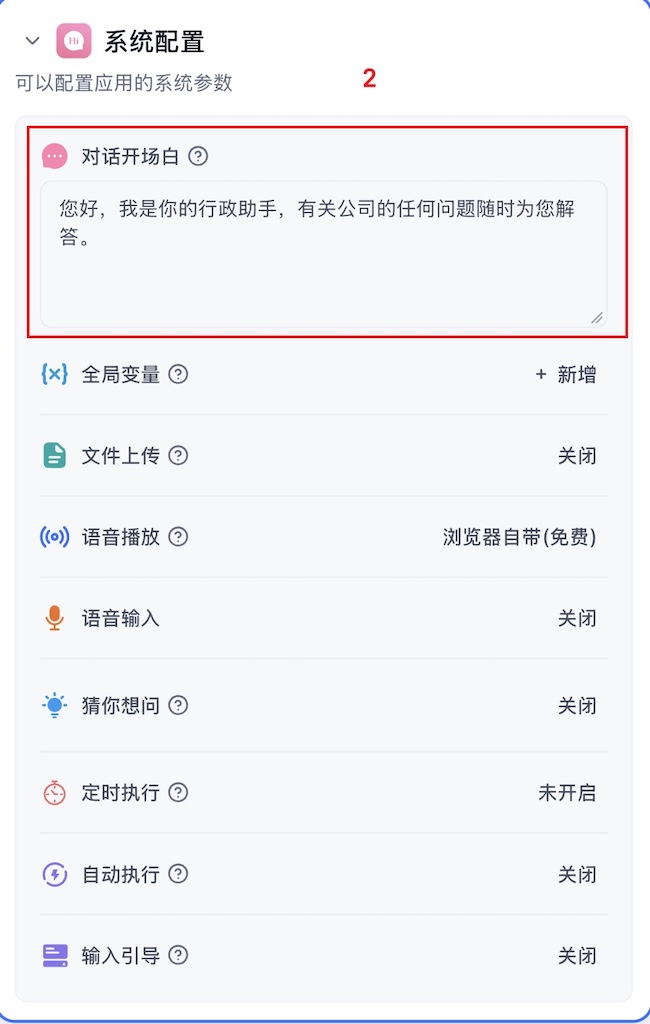 Hi 系统配置
可以配置应用的系统参数
2
对话开场白 ?
您好，我是你的行政助手，有关公司的任何问题随时为您解
答。
{x} 全局变量 ? + 新增
文件上传 ? 关闭
语音播放 ? 浏览器自带(免费)
语音输入 关闭
猜你想问 ? 关闭
定时执行 ? 未开启
自动执行 ? 关闭
输入引导 ? 关闭